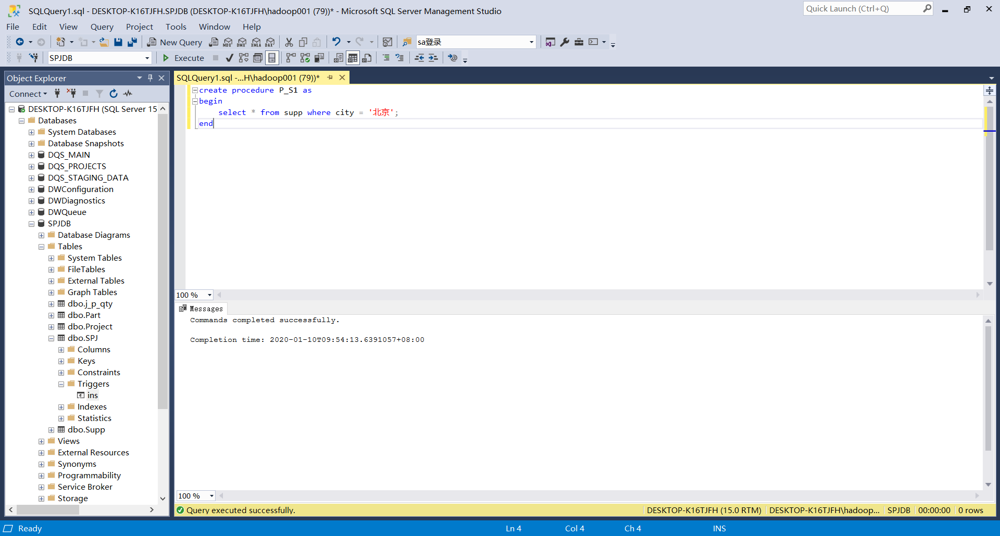 SQLQuery1.sql - DESKTOP-K16TJFH.SPJDB (DESKTOP-K16TJFH\hadoop001 (79))* - Microsoft SQL Server Management Studio
Quick Launch (Ctrl+Q)
File Edit View Query Project Tools Window Help
New Query MDX DMX XMLA DAX sa登录
SPJDB Execute
Object Explorer
Connect
DESKTOP-K16TJFH (SQL Server 15
Databases
System Databases
Database Snapshots
DQS_MAIN
DQS_PROJECTS
DQS_STAGING_DATA
DWConfiguration
DWDiagnostics
DWQueue
SPJDB
Database Diagrams
Tables
System Tables
FileTables
External Tables
Graph Tables
dbo.j_p_qty
dbo.Part
dbo.Project
dbo.SPJ
Columns
Keys
Constraints
Triggers
ins
Indexes
Statistics
dbo.Supp
Views
External Resources
Synonyms
Programmability
Service Broker
Storage
SQLQuery1.sql -...H\hadoop001 (79))*
create procedure P_S1 as
begin
select * from supp where city = '北京';
end
100 %
Messages
Commands completed successfully.
Completion time: 2020-01-10T09:54:13.6391057+08:00
100 %
Query executed successfully. DESKTOP-K16TJFH (15.0 RTM) DESKTOP-K16TJFH\hadoop... SPJDB 00:00:00 0 rows
Ready Ln 4 Col 4 Ch 4 INS